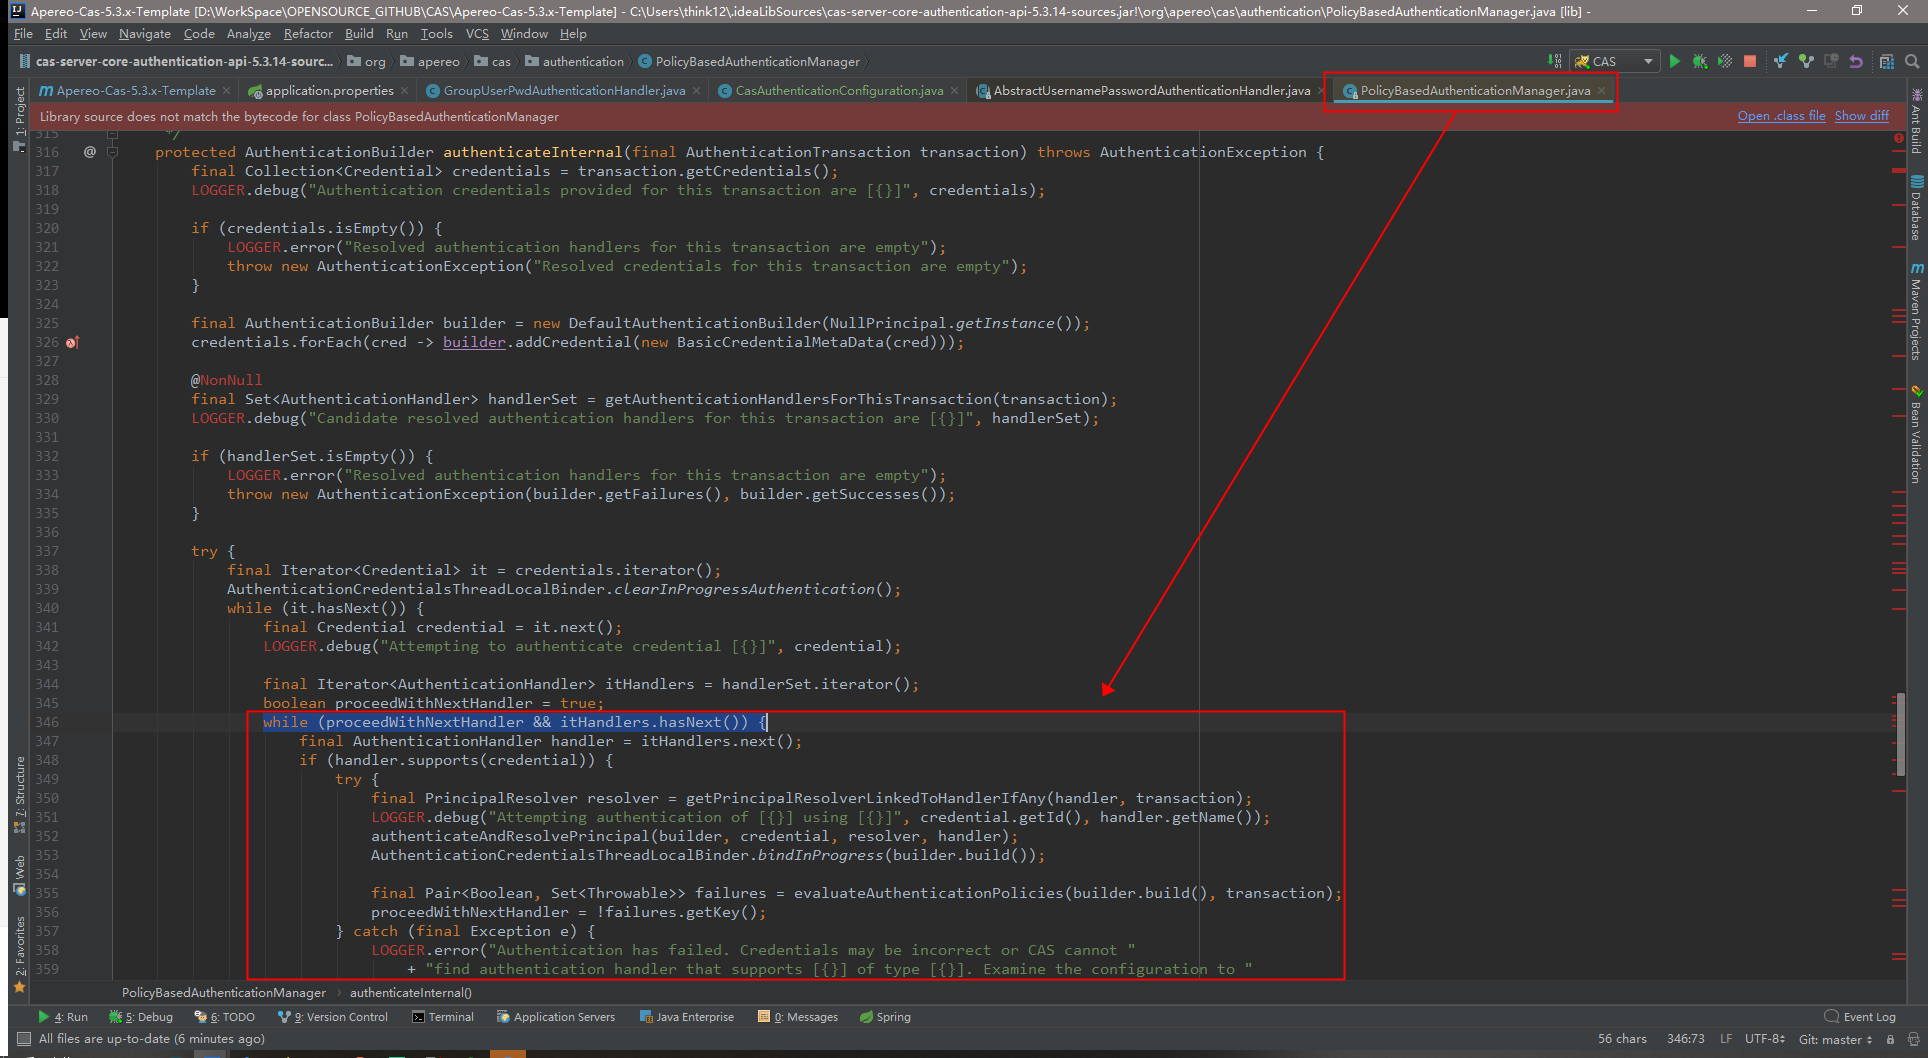 Apereo-Cas-5.3.x-Template [D:\WorkSpace\OPENSOURCE_GITHUB\CAS\Apereo-Cas-5.3.x-Template] - C:\Users\think12\.ideaLibSources\cas-server-core-authentication-api-5.3.14-sources.jar!\org\apereo\cas\authentication\PolicyBasedAuthenticationManager.java [lib] -
File Edit View Navigate Code Analyze Refactor Build Run Tools VCS Window Help
cas-server-core-authentication-api-5.3.14-sourc... org apereo cas authentication PolicyBasedAuthenticationManager CAS
Apereo-Cas-5.3.x-Template application.properties GroupUserPwdAuthenticationHandler.java CasAuthenticationConfiguration.java AbstractUsernamePasswordAuthenticationHandler.java PolicyBasedAuthenticationManager.java
Library source does not match the bytecode for class PolicyBasedAuthenticationManager Open .class file Show diff
315 */
316 @ protected AuthenticationBuilder authenticateInternal(final AuthenticationTransaction transaction) throws AuthenticationException {
317 final Collection<Credential> credentials = transaction.getCredentials();
318 LOGGER.debug("Authentication credentials provided for this transaction are [{}]", credentials);
319
320 if (credentials.isEmpty()) {
321 LOGGER.error("Resolved authentication handlers for this transaction are empty");
322 throw new AuthenticationException("Resolved credentials for this transaction are empty");
323 }
324
325 final AuthenticationBuilder builder = new DefaultAuthenticationBuilder(NullPrincipal.getInstance());
326 credentials.forEach(cred -> builder.addCredential(new BasicCredentialMetaData(cred)));
327
328 @NonNull
329 final Set<AuthenticationHandler> handlerSet = getAuthenticationHandlersForThisTransaction(transaction);
330 LOGGER.debug("Candidate resolved authentication handlers for this transaction are [{}]", handlerSet);
331
332 if (handlerSet.isEmpty()) {
333 LOGGER.error("Resolved authentication handlers for this transaction are empty");
334 throw new AuthenticationException(builder.getFailures(), builder.getSuccesses());
335 }
336
337 try {
338 final Iterator<Credential> it = credentials.iterator();
339 AuthenticationCredentialsThreadLocalBinder.clearInProgressAuthentication();
340 while (it.hasNext()) {
341 final Credential credential = it.next();
342 LOGGER.debug("Attempting to authenticate credential [{}]", credential);
343
344 final Iterator<AuthenticationHandler> itHandlers = handlerSet.iterator();
345 boolean proceedWithNextHandler = true;
346 while (proceedWithNextHandler && itHandlers.hasNext()) {
347 final AuthenticationHandler handler = itHandlers.next();
348 if (handler.supports(credential)) {
349 try {
350 final PrincipalResolver resolver = getPrincipalResolverLinkedToHandlerIfAny(handler, transaction);
351 LOGGER.debug("Attempting authentication of [{}] using [{}]", credential.getId(), handler.getName());
352 authenticateAndResolvePrincipal(builder, credential, resolver, handler);
353 AuthenticationCredentialsThreadLocalBinder.bindInProgress(builder.build());
354
355 final Pair<Boolean, Set<Throwable>> failures = evaluateAuthenticationPolicies(builder.build(), transaction);
356 proceedWithNextHandler = !failures.getKey();
357 } catch (final Exception e) {
358 LOGGER.error("Authentication has failed. Credentials may be incorrect or CAS cannot "
359 + "find authentication handler that supports [{}] of type [{}]. Examine the configuration to "
1: Project
7: Structure
Web
2: Favorites
Ant Build
Database
Maven Projects
Bean Validation
PolicyBasedAuthenticationManager authenticateInternal()
4: Run 5: Debug 6: TODO 9: Version Control Terminal Application Servers Java Enterprise 0: Messages Spring Event Log
All files are up-to-date (6 minutes ago) 56 chars 346:73 LF UTF-8 Git: master